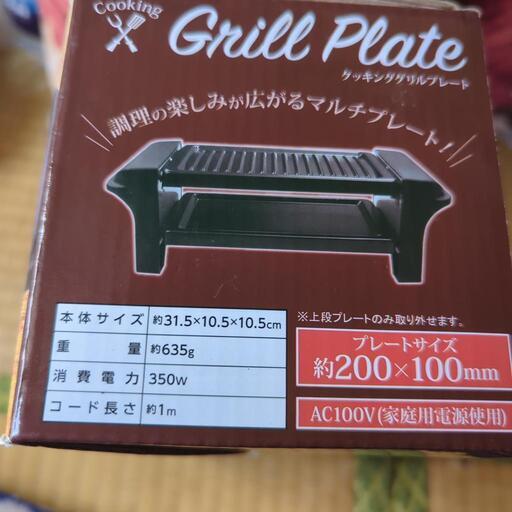 Cooking
Grill Plate
クッキンググリルプレート
調理の楽しみが広がるマルチプレート！
本体サイズ 約31.5×10.5×10.5cm
重量 約635g
消費電力 350W
コード長さ 約1m
※上段プレートのみ取り外せます。
プレートサイズ
約200×100mm
AC100V(家庭用電源使用)